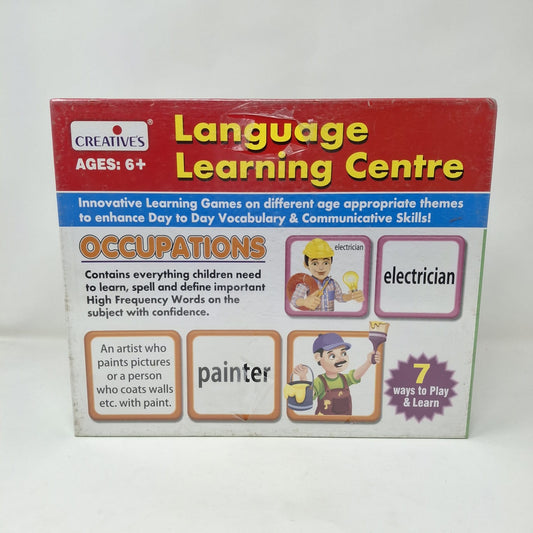 CREATIVE'S®
AGES: 6+
Language
Learning Centre
Innovative Learning Games on different age appropriate themes
to enhance Day to Day Vocabulary & Communicative Skills!
OCCUPATIONS
Contains everything children need
to learn, spell and define important
High Frequency Words on the
subject with confidence.
electrician
electrician
An artist who
paints pictures
or a person
who coats walls
etc. with paint.
painter
7
ways to Play
& Learn